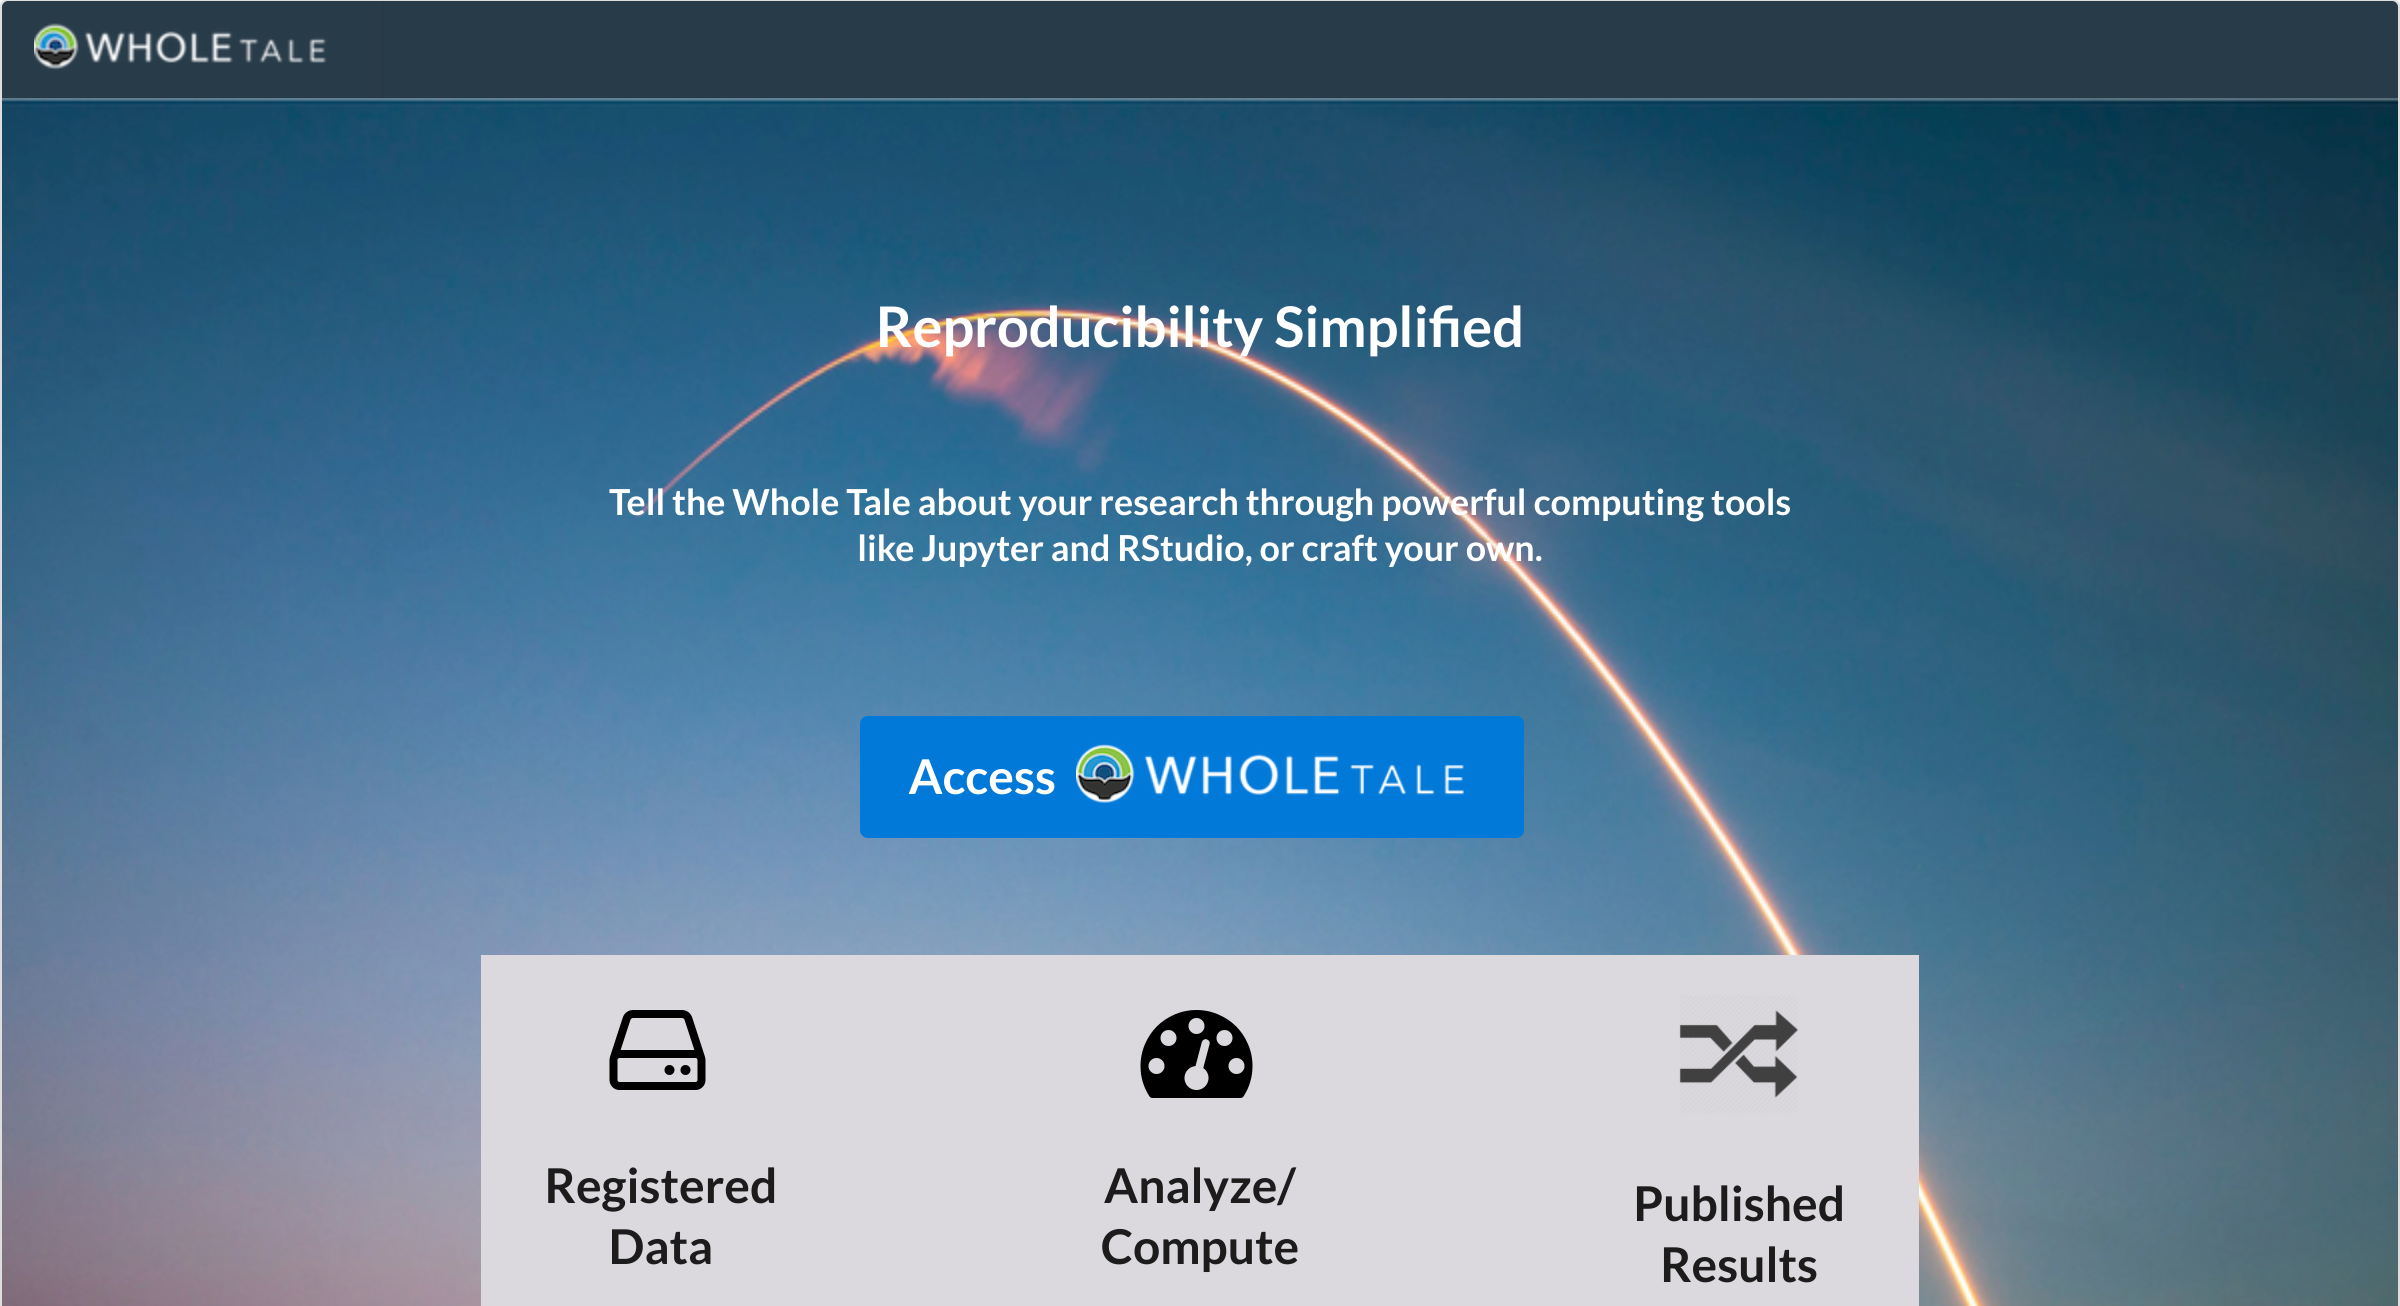 WHOLE TALE
Reproducibility Simplified
Tell the Whole Tale about your research through powerful computing tools
like Jupyter and RStudio, or craft your own.
Access WHOLE TALE
Registered
Data
Analyze/
Compute
Published
Results